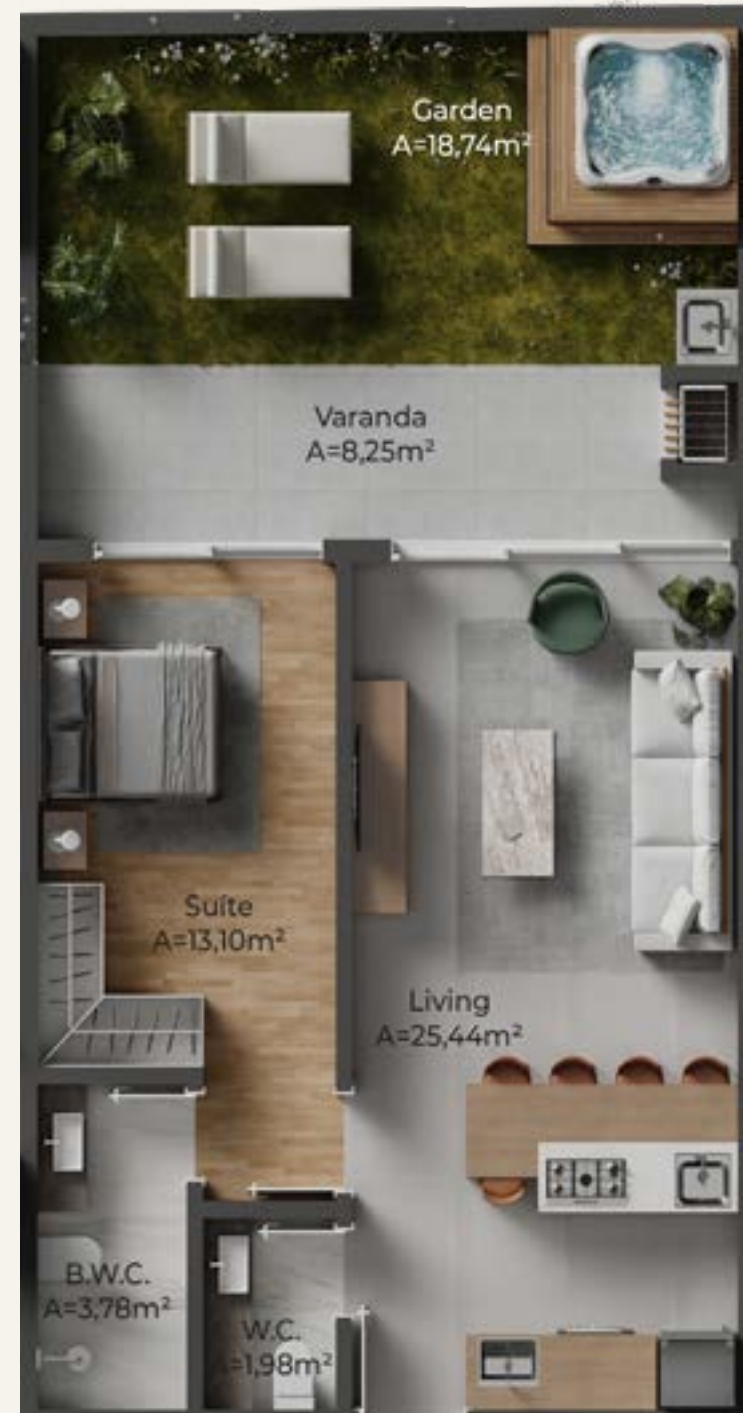 Garden
A=18,74m²
Varanda
A=8,25m²
Suíte
A=13,10m²
Living
A=25,44m²
B.W.C.
A=3,78m²
W.C.
A=1,98m²